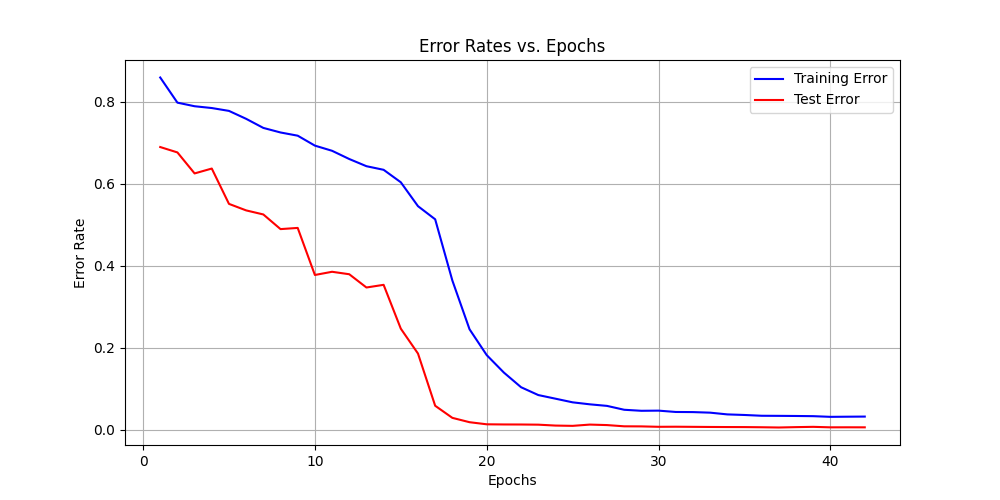 Error Rates vs. Epochs
Training Error
Test Error
Error Rate
0.8
0.6
0.4
0.2
0.0
0 10 20 30 40
Epochs